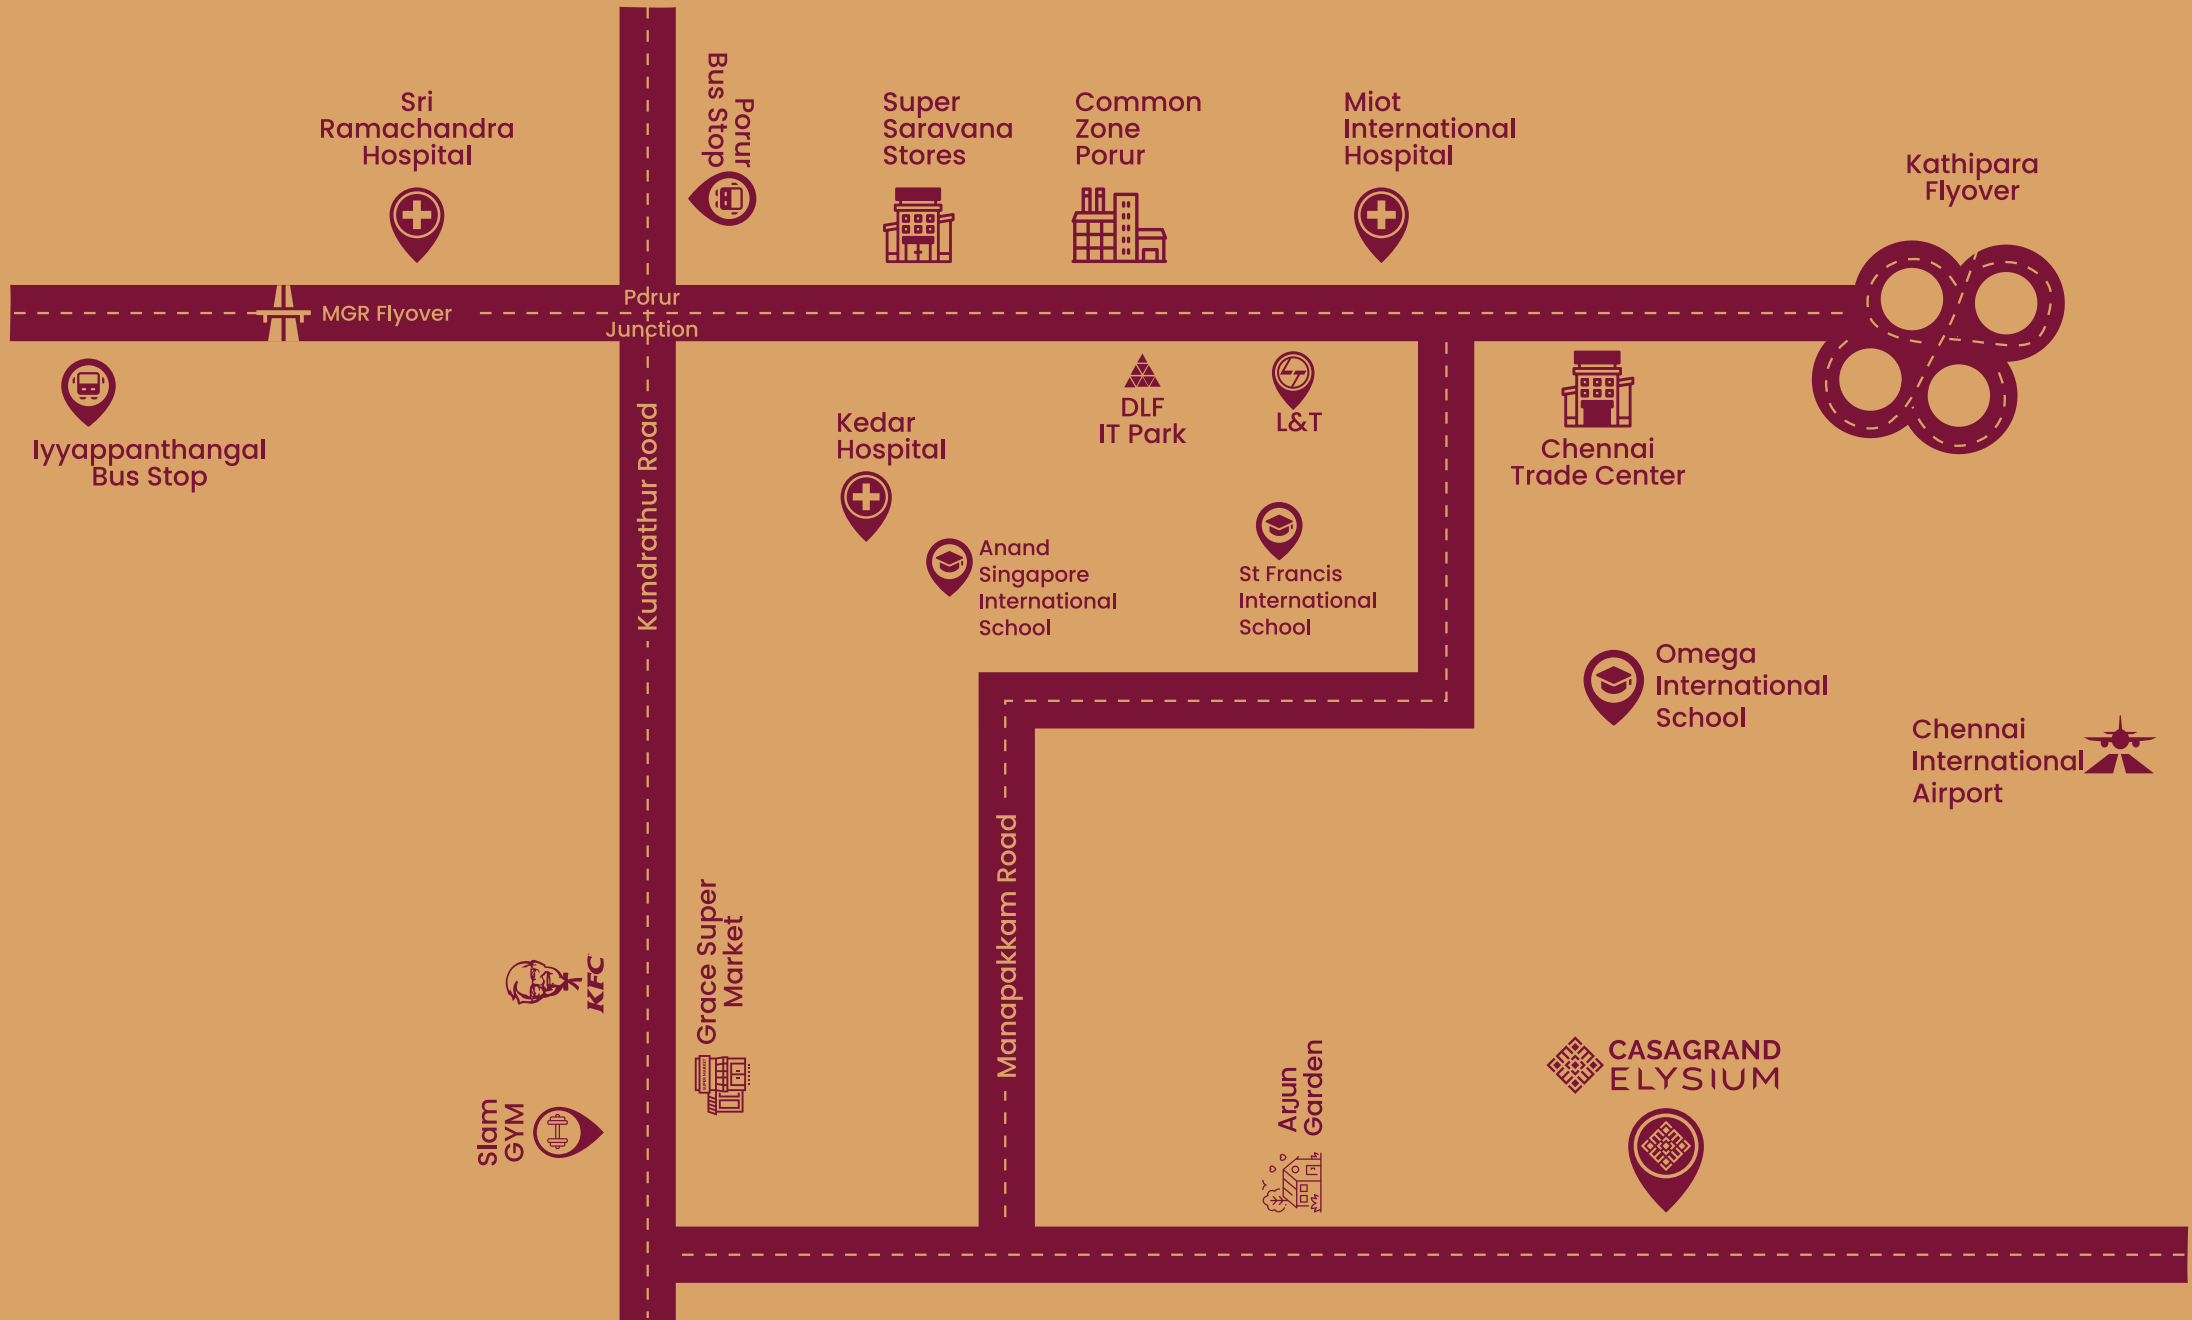 Sri
Ramachandra
Hospital
Porur
Bus Stop
Super
Saravana
Stores
Common
Zone
Porur
Miot
International
Hospital
Kathipara
Flyover
MGR Flyover
Porur
Junction
Iyyappanthangal
Bus Stop
Kundrathur Road
Kedar
Hospital
DLF
IT Park
L&T
Chennai
Trade Center
Anand
Singapore
International
School
St Francis
International
School
Omega
International
School
Chennai
International
Airport
Manapakkam Road
Grace Super
Market
KFC
Slam
GYM
SUPER MARKET
Arjun
Garden
CASAGRAND
ELYSIUM